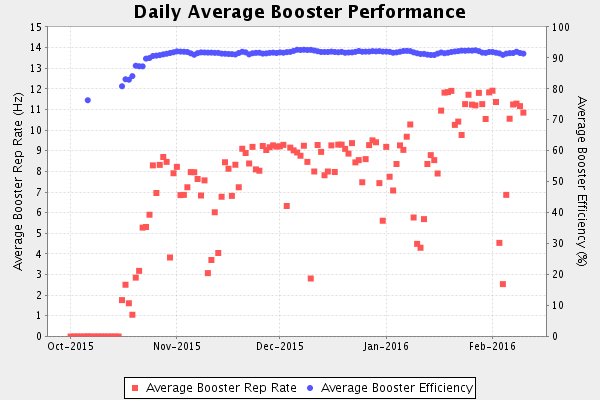 Daily Average Booster Performance
Average Booster Rep Rate (Hz)
15
14
13
12
11
10
9
8
7
6
5
4
3
2
1
0
100
90
80
70
60
50
40
30
20
10
0
Average Booster Efficiency (%)
Oct-2015
Nov-2015
Dec-2015
Jan-2016
Feb-2016
Average Booster Rep Rate
Average Booster Efficiency